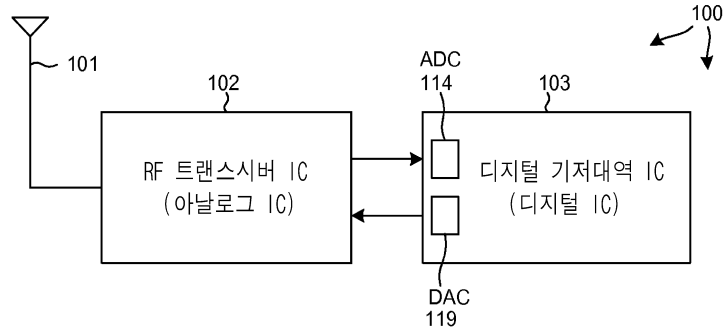 100
101
102
ADC
114
103
RF 트랜스시버 IC
(아날로그 IC)
디지털 기저대역 IC
(디지털 IC)
DAC
119